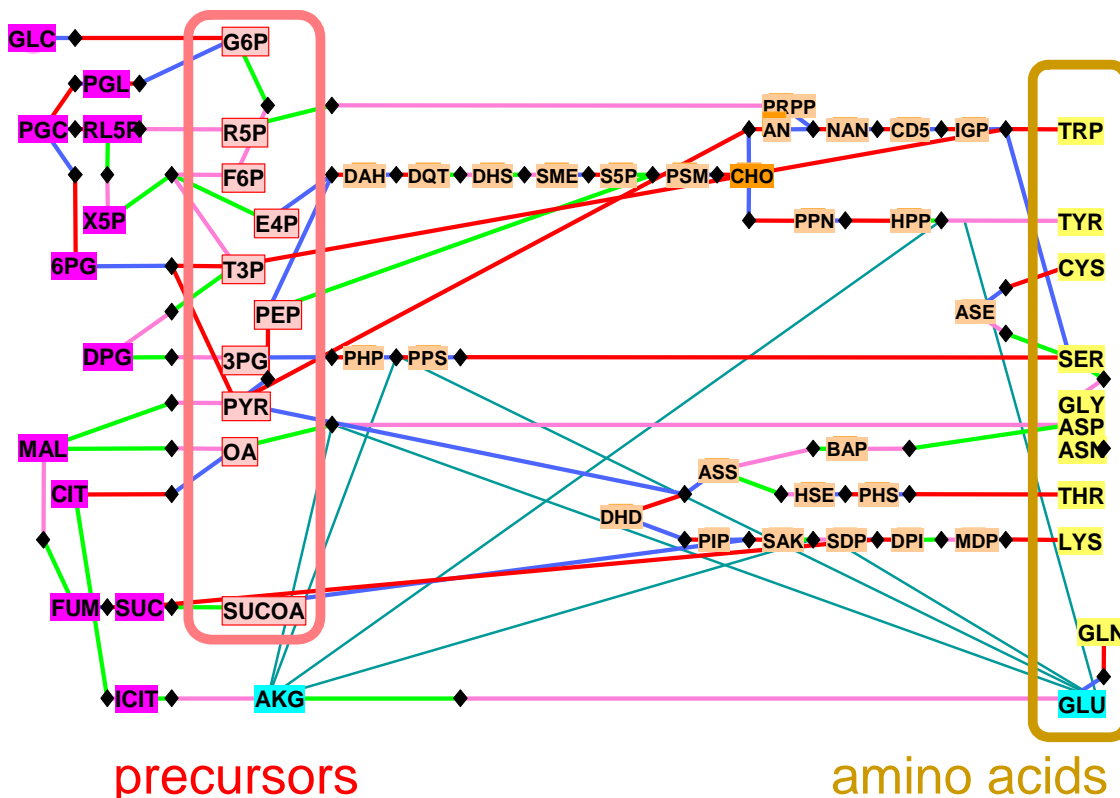 GLC G6P
PGL PRPP
PGC RL5P R5P AN NAN CD5 IGP TRP
F6P DAH DQT DHS SME S5P PSM CHO
X5P E4P PPN HPP TYR
6PG T3P CYS
PEP ASE
DPG 3PG PHP PPS SER
PYR GLY
ASP
MAL OA BAP ASN
ASS
CIT HSE PHS THR
DHD
PIP SAK SDP DPI MDP LYS
FUM SUC SUCOA
GLN
ICIT AKG GLU
precursors amino acids